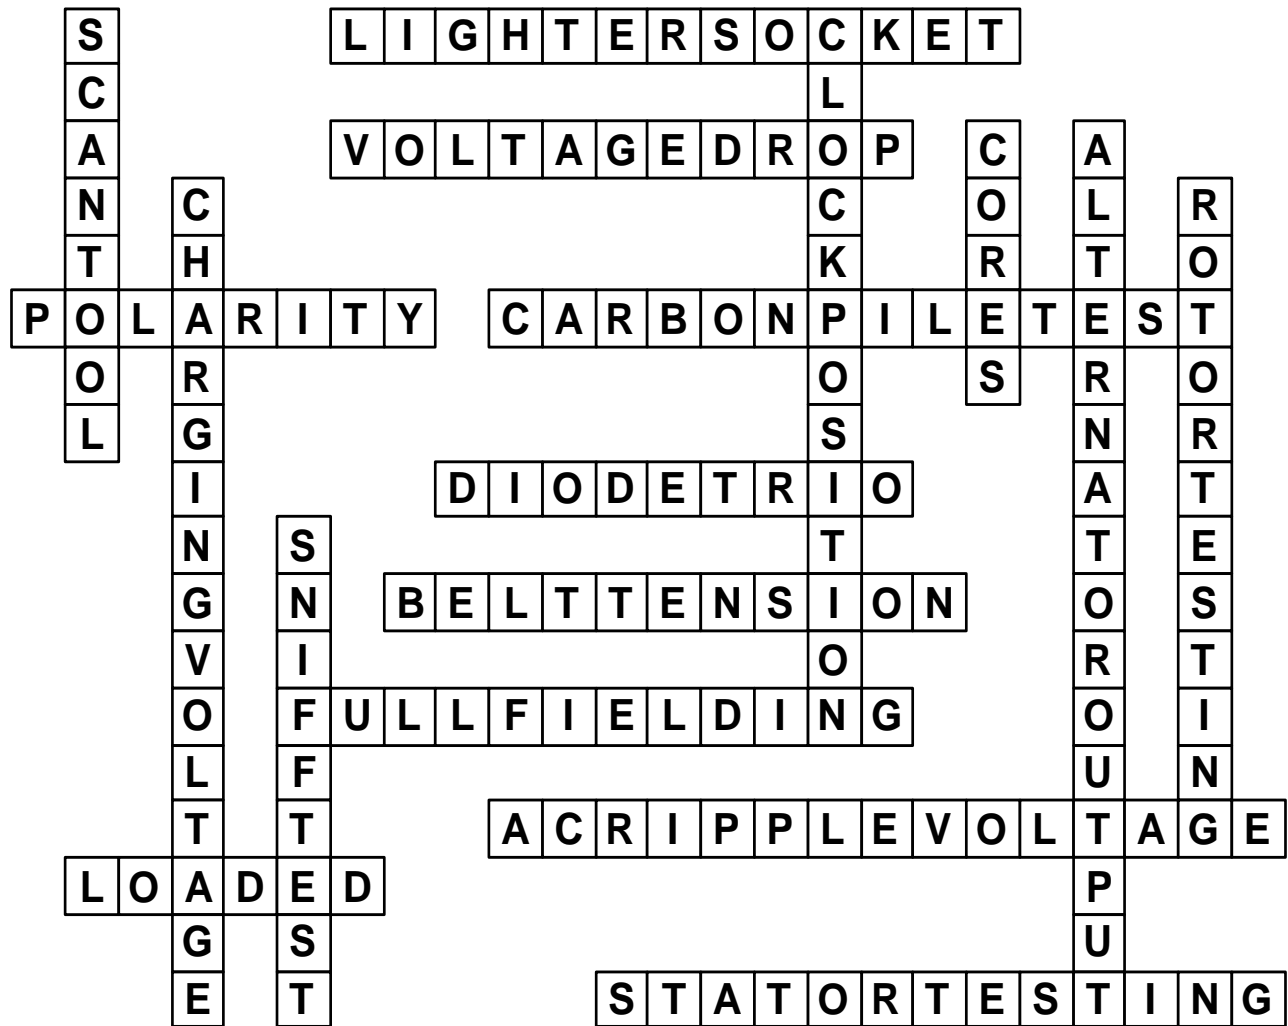 SCANTOOL
LIGHTERSOCKET
CLOCKPOSITION
VOLTAGEDROP
CORES
ALTERNATOROUTPUT
CHARGINGVOLTAGE
ROTORTESTING
POLARITY
CARBONPILETEST
DIODETRIO
SNIFFTEST
BELTTENSION
FULLFIELDING
ACRIPPLEVOLTAGE
LOADED
STATORTESTING